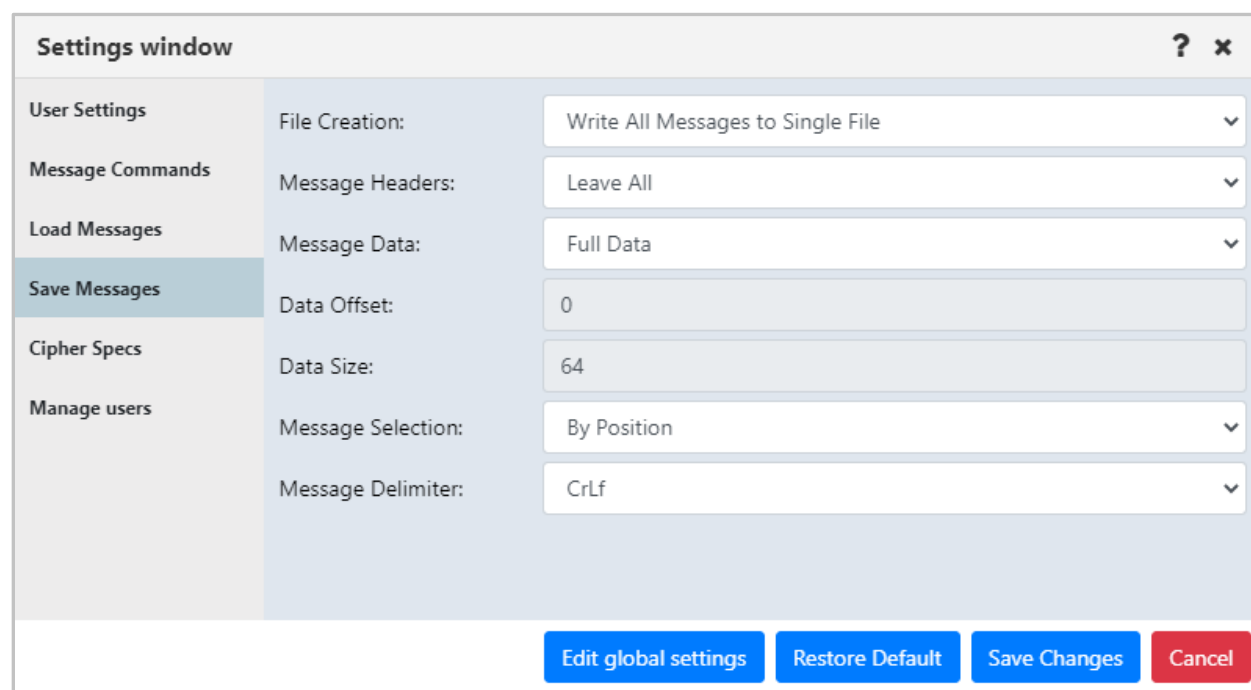 Settings window ? ×
User Settings
Message Commands
Load Messages
Save Messages
Cipher Specs
Manage users
File Creation: Write All Messages to Single File
Message Headers: Leave All
Message Data: Full Data
Data Offset: 0
Data Size: 64
Message Selection: By Position
Message Delimiter: CrLf
Edit global settings Restore Default Save Changes Cancel